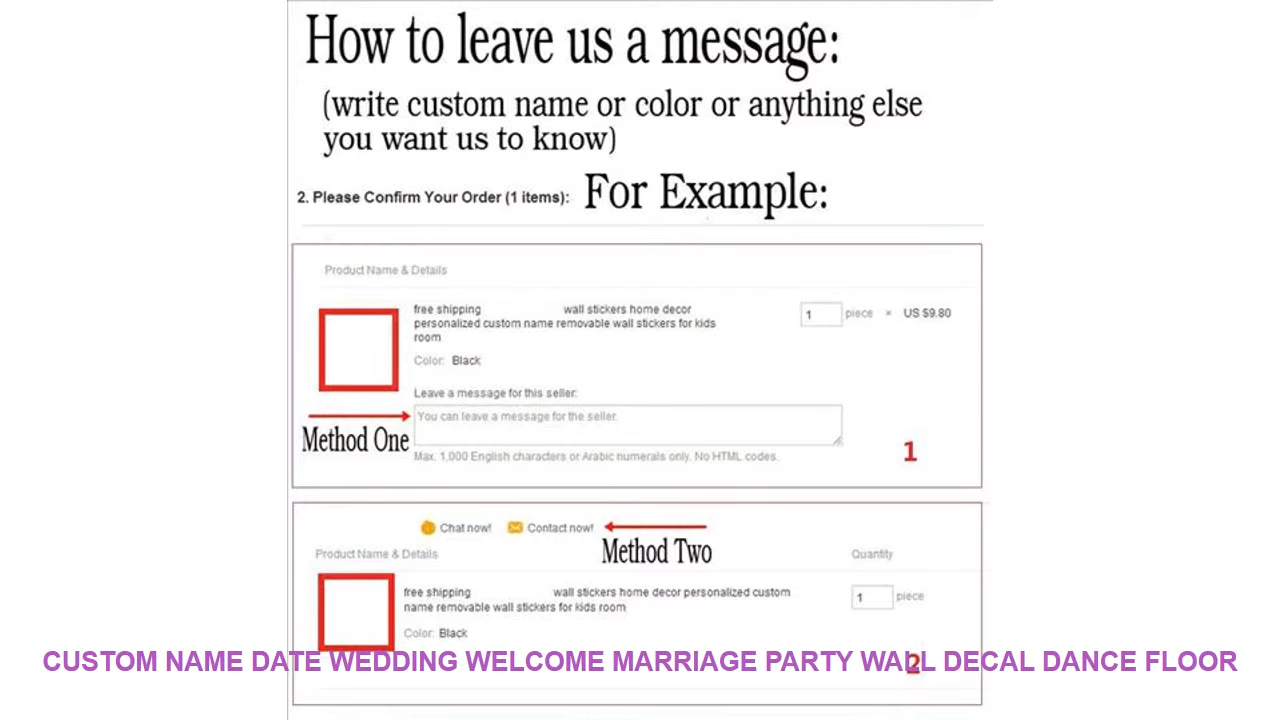 How to leave us a message:
(write custom name or color or anything else
you want us to know)
2. Please Confirm Your Order (1 items): For Example:
Product Name & Details
free shipping wall stickers home decor
personalized custom name removable wall stickers for kids
room
1 piece × US $9.80
Color: Black
Leave a message for this seller:
You can leave a message for the seller.
Method One
Max. 1,000 English characters or Arabic numerals only. No HTML codes.
1
Chat now! Contact now!
Method Two
Product Name & Details Quantity
free shipping wall stickers home decor personalized custom
name removable wall stickers for kids room
1 piece
Color: Black
2
CUSTOM NAME DATE WEDDING WELCOME MARRIAGE PARTY WALL DECAL DANCE FLOOR